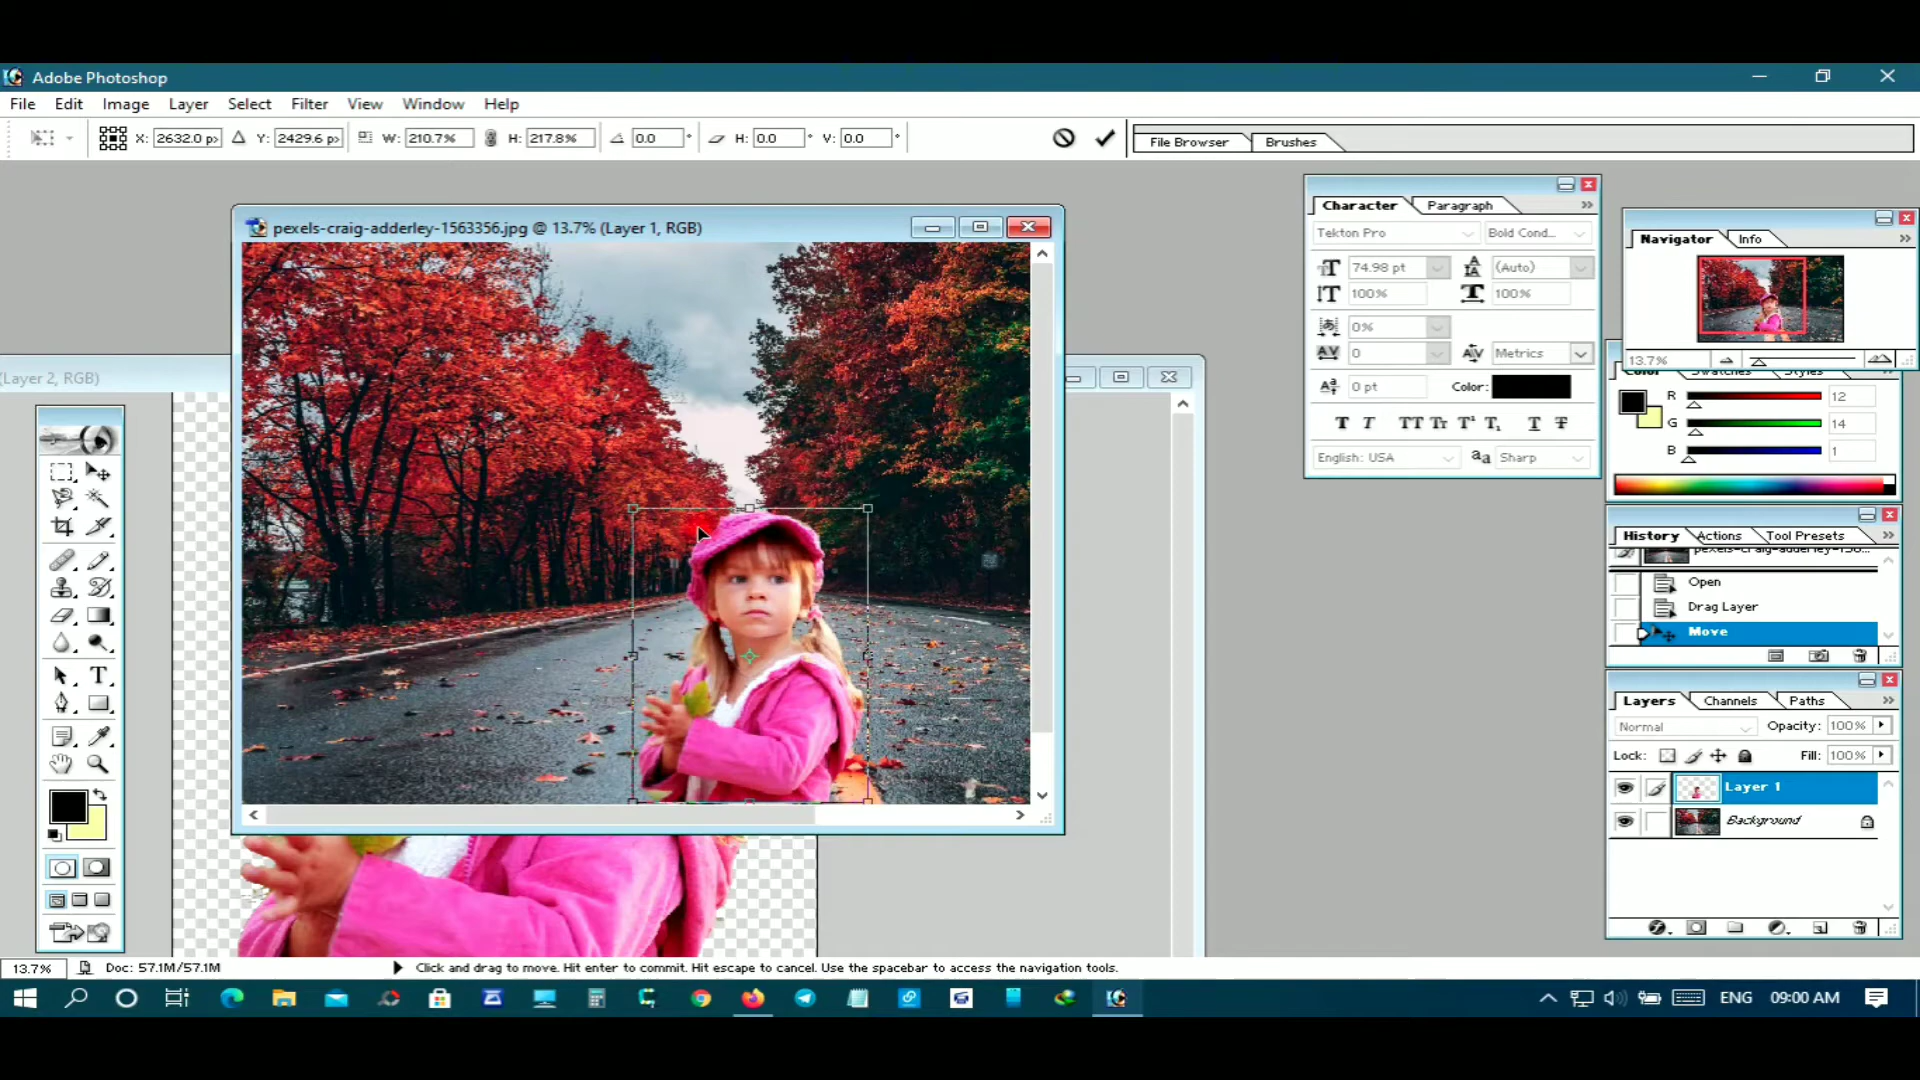 Adobe Photoshop
File Edit Image Layer Select Filter View Window Help
X: 2632.0 p> Y: 2429.6 p> W: 210.7% H: 217.8% 0.0 ° H: 0.0 ° V: 0.0 °
File Browser Brushes
pexels-craig-adderley-1563356.jpg @ 13.7% (Layer 1, RGB)
(Layer 2, RGB)
Character Paragraph
Tekton Pro Bold Cond...
74.98 pt (Auto)
100% 100%
0%
0 Metrics
0 pt Color:
T T TT Tr T¹ T₁ T T
English: USA aa Sharp
Navigator Info
13.7%
Color Swatches Styles
R 12
G 14
B 1
History Actions Tool Presets
pexels-craig-adderley-156...
Open
Drag Layer
Move
Layers Channels Paths
Normal Opacity: 100%
Lock: Fill: 100%
Layer 1
Background
13.7% Doc: 57.1M/57.1M Click and drag to move. Hit enter to commit. Hit escape to cancel. Use the spacebar to access the navigation tools.
ENG 09:00 AM